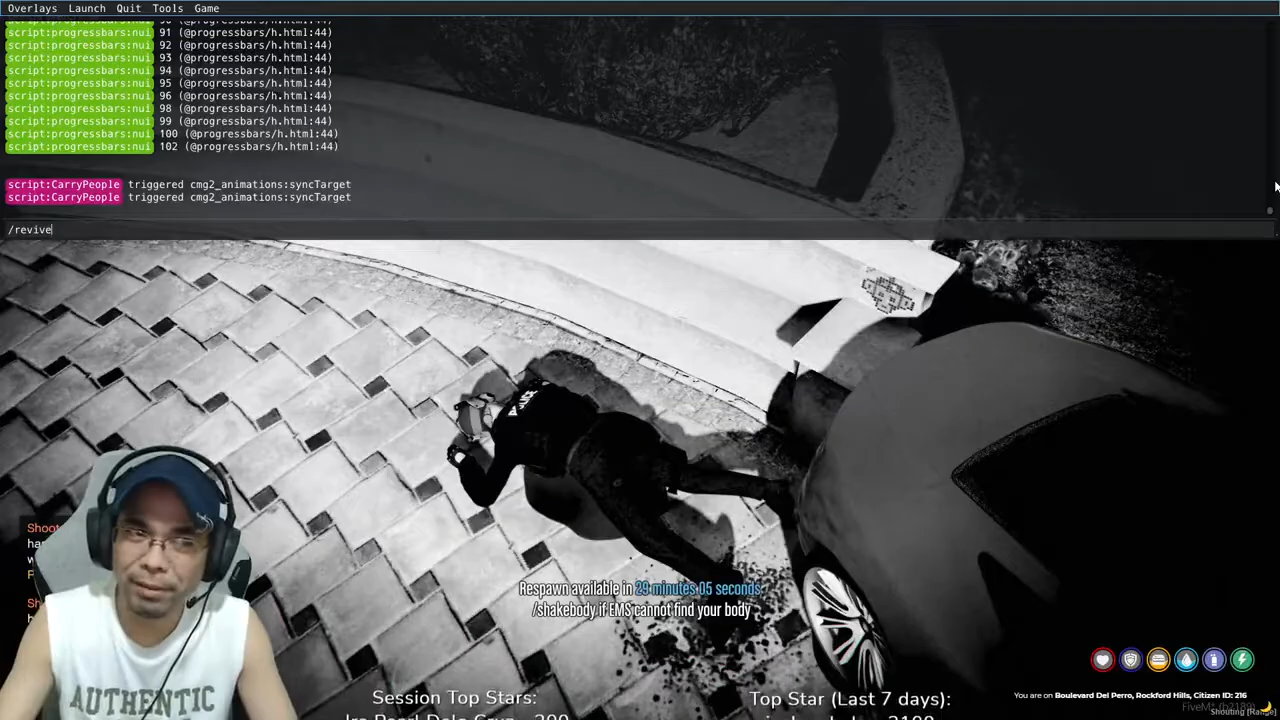 Overlays Launch Quit Tools Game
script:progressbars:nui 91 (@progressbars/h.html:44)
script:progressbars:nui 92 (@progressbars/h.html:44)
script:progressbars:nui 93 (@progressbars/h.html:44)
script:progressbars:nui 94 (@progressbars/h.html:44)
script:progressbars:nui 95 (@progressbars/h.html:44)
script:progressbars:nui 96 (@progressbars/h.html:44)
script:progressbars:nui 98 (@progressbars/h.html:44)
script:progressbars:nui 99 (@progressbars/h.html:44)
script:progressbars:nui 100 (@progressbars/h.html:44)
script:progressbars:nui 102 (@progressbars/h.html:44)
script:CarryPeople triggered cmg2_animations:syncTarget
script:CarryPeople triggered cmg2_animations:syncTarget
/revive
POLICE
Respawn available in 29 minutes 05 seconds
/shakebody if EMS cannot find your body
AUTHENTIC
Session Top Stars:
Top Star (Last 7 days):
You are on Boulevard Del Perro, Rockford Hills, Citizen ID: 216
Shouting [Range]